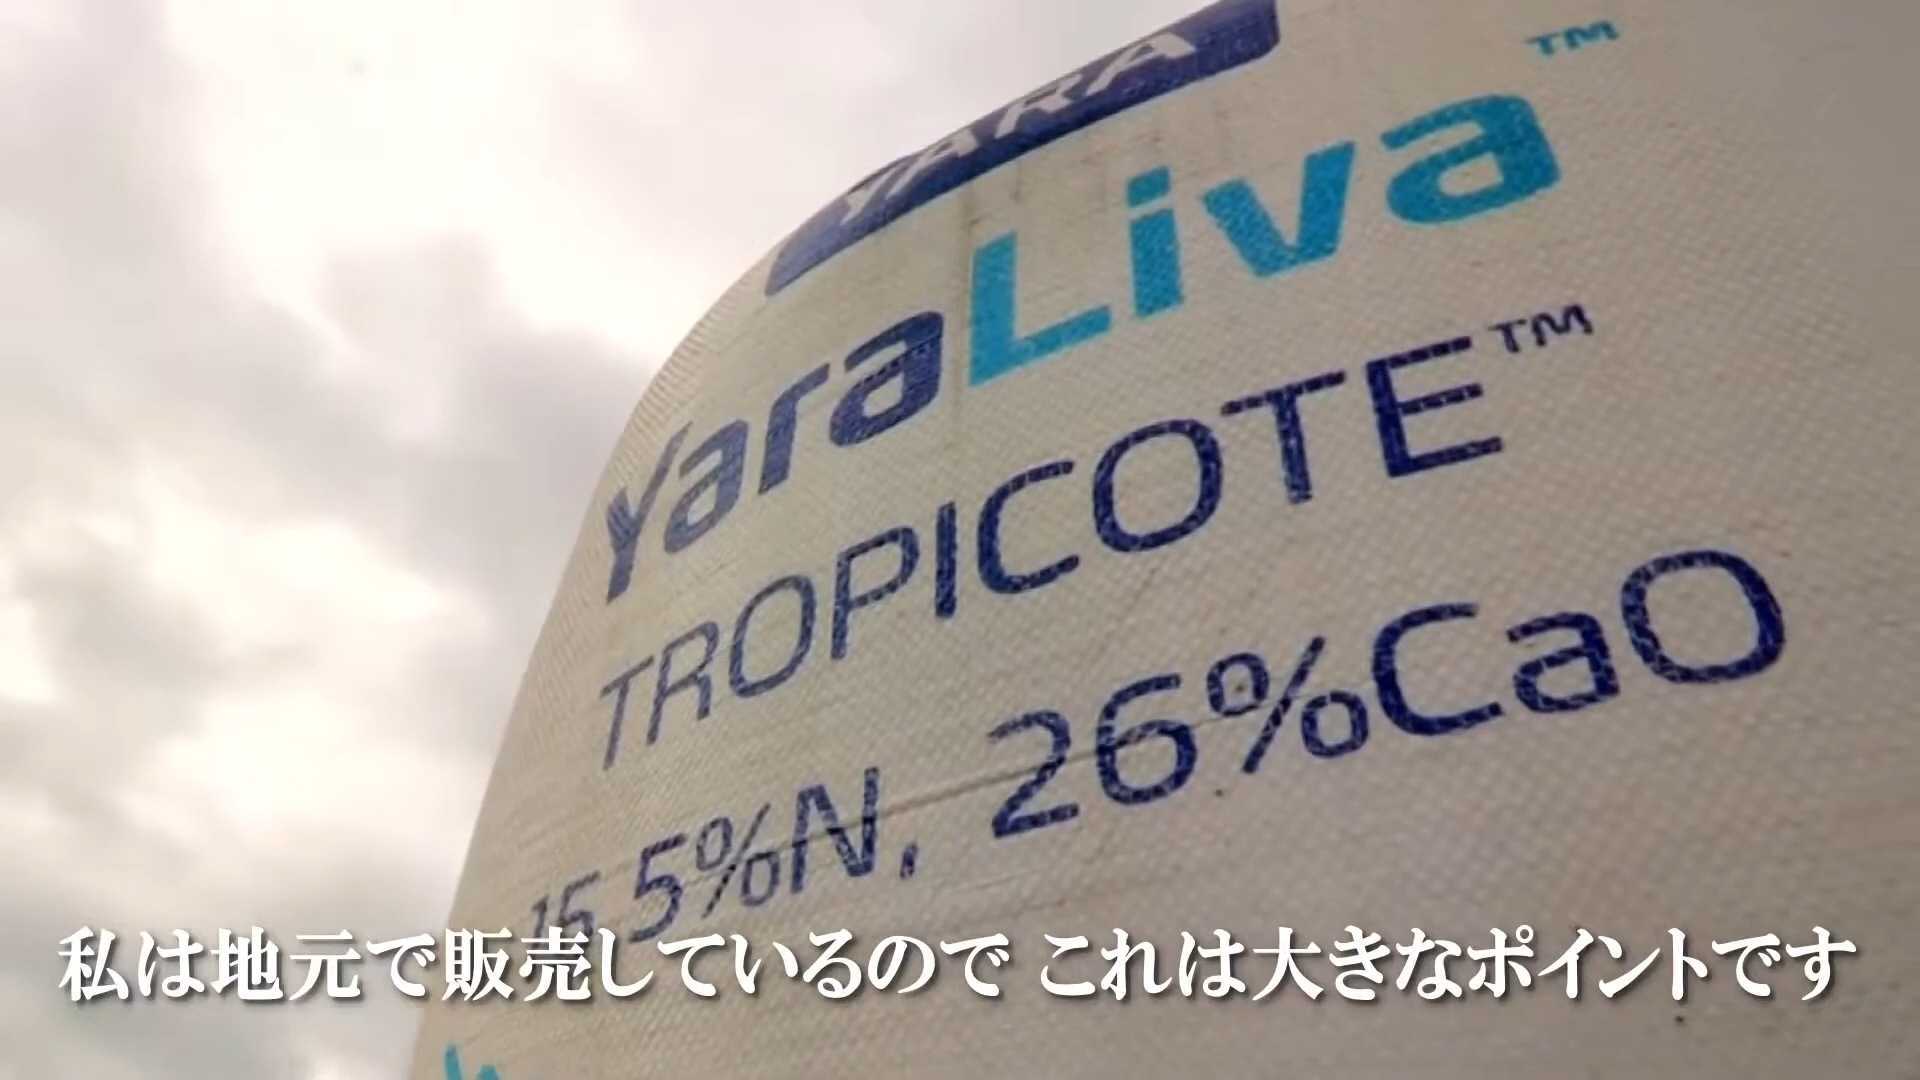 YARA
YaraLiva™
TROPICOTE™
15.5%N, 26%CaO
私は地元で販売しているので これは大きなポイントです